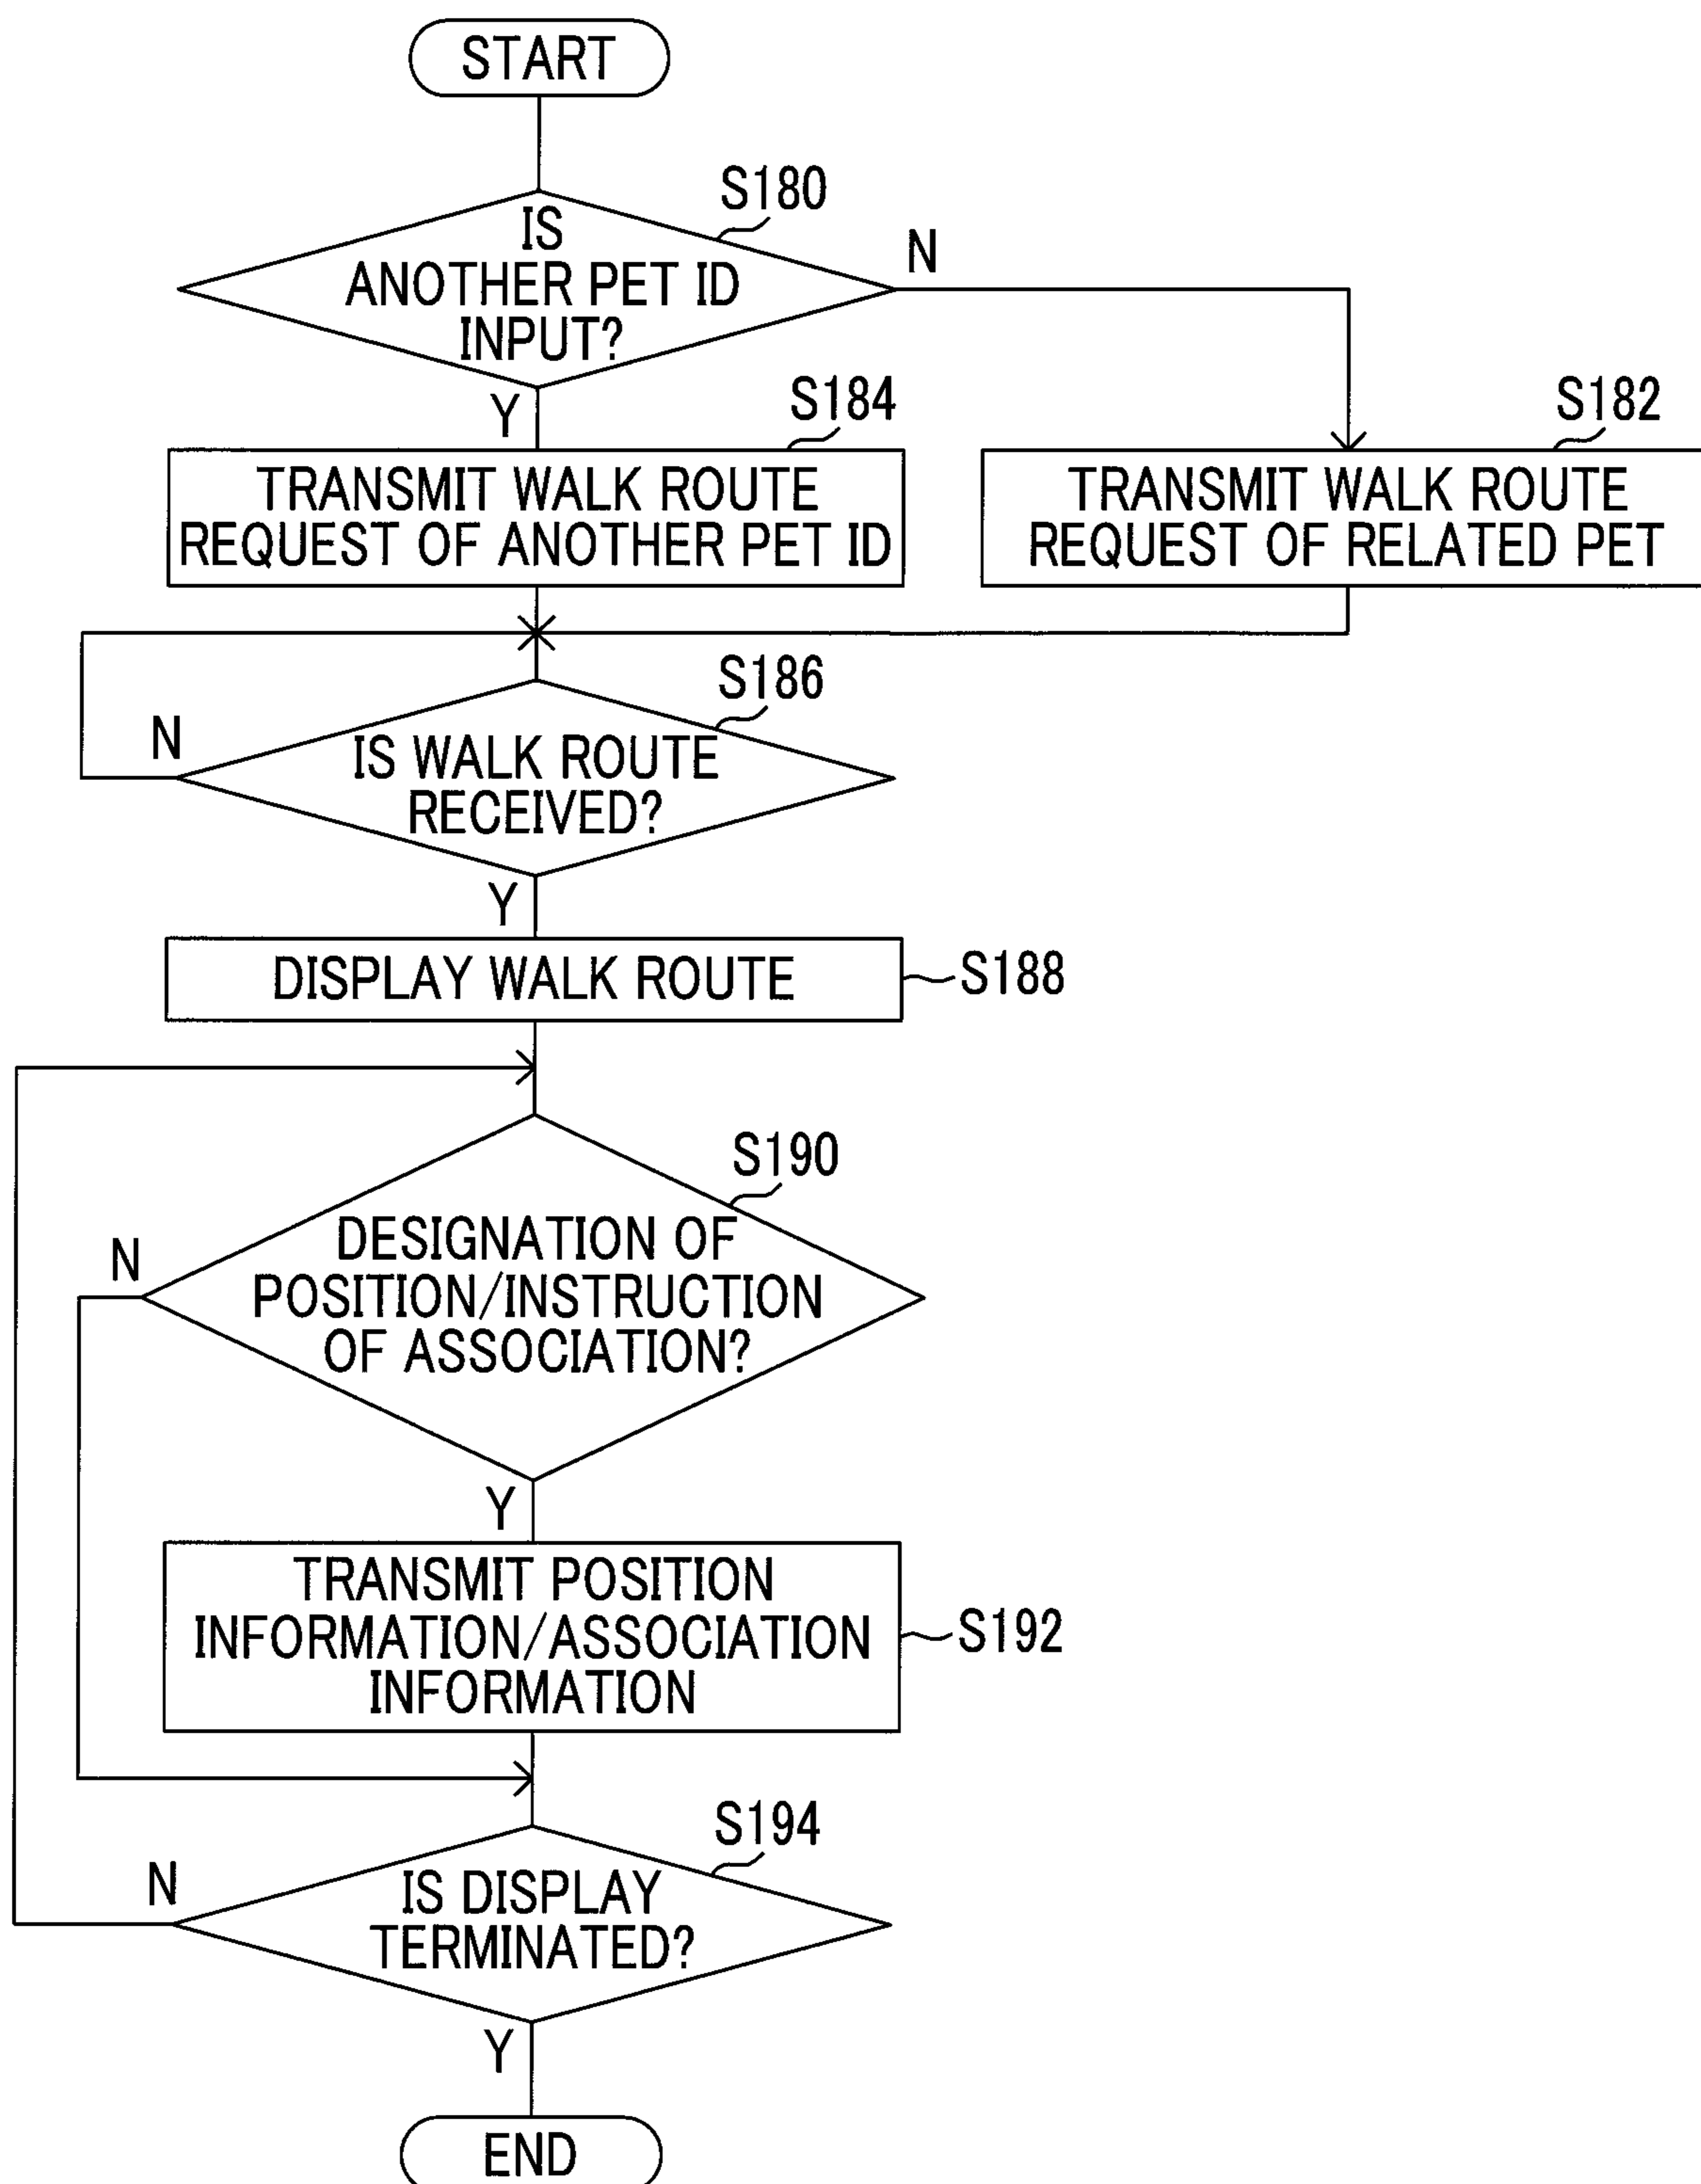 START
S180
IS
ANOTHER PET ID
INPUT?
N
Y
S184
TRANSMIT WALK ROUTE
REQUEST OF ANOTHER PET ID
S182
TRANSMIT WALK ROUTE
REQUEST OF RELATED PET
S186
N
IS WALK ROUTE
RECEIVED?
Y
DISPLAY WALK ROUTE
S188
S190
N
DESIGNATION OF
POSITION/INSTRUCTION
OF ASSOCIATION?
Y
TRANSMIT POSITION
INFORMATION/ASSOCIATION
INFORMATION
S192
S194
N
IS DISPLAY
TERMINATED?
Y
END